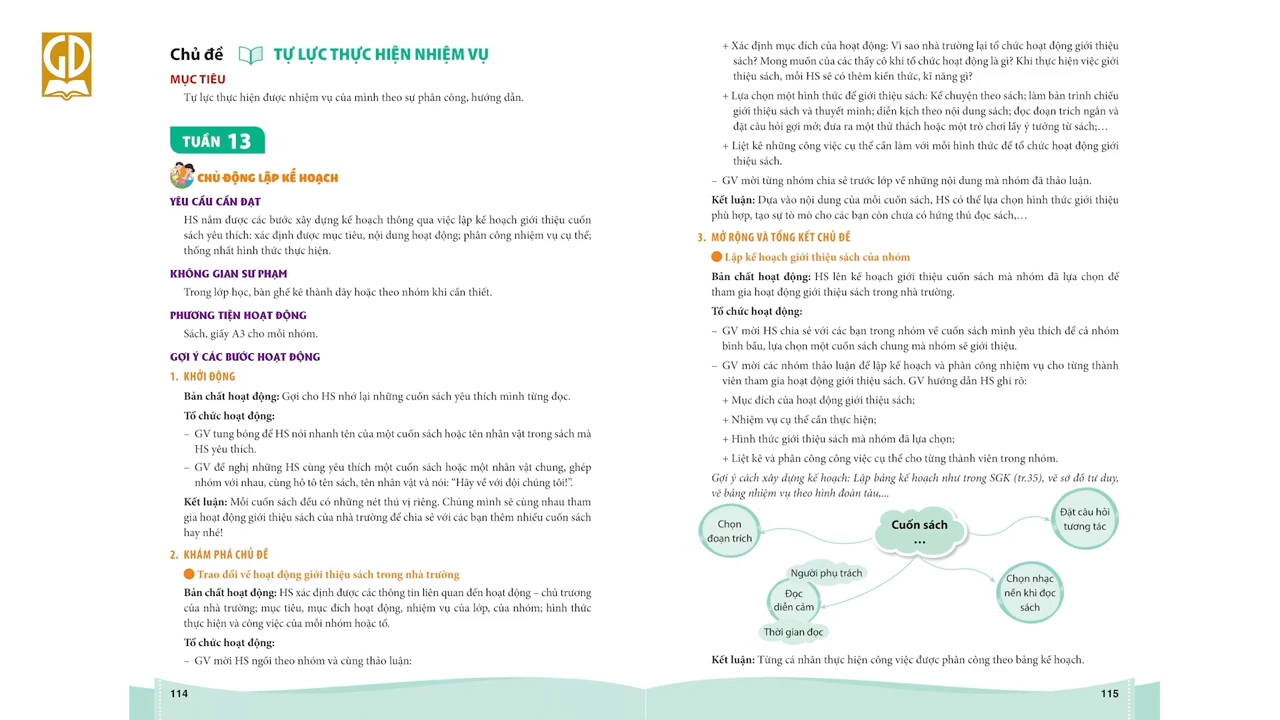 GD
Chủ đề TỰ LỰC THỰC HIỆN NHIỆM VỤ
MỤC TIÊU
Tự lực thực hiện được nhiệm vụ của mình theo sự phân công, hướng dẫn.
TUẦN 13
CHỦ ĐỘNG LẬP KẾ HOẠCH
YÊU CẦU CẦN ĐẠT
HS nắm được các bước xây dựng kế hoạch thông qua việc lập kế hoạch giới thiệu cuốn
sách yêu thích: xác định được mục tiêu, nội dung hoạt động; phân công nhiệm vụ cụ thể;
thống nhất hình thức thực hiện.
KHÔNG GIAN SƯ PHẠM
Trong lớp học, bàn ghế kê thành dãy hoặc theo nhóm khi cần thiết.
PHƯƠNG TIỆN HOẠT ĐỘNG
Sách, giấy A3 cho mỗi nhóm.
GỢI Ý CÁC BƯỚC HOẠT ĐỘNG
1. KHỞI ĐỘNG
Bản chất hoạt động: Gợi cho HS nhớ lại những cuốn sách yêu thích mình từng đọc.
Tổ chức hoạt động:
– GV tung bóng để HS nói nhanh tên của một cuốn sách hoặc tên nhân vật trong sách mà
HS yêu thích.
– GV đề nghị những HS cùng yêu thích một cuốn sách hoặc một nhân vật chung, ghép
nhóm với nhau, cùng hô tô tên sách, tên nhân vật và nói: “Hãy về với đội chúng tôi!”.
Kết luận: Mỗi cuốn sách đều có những nét thú vị riêng. Chúng mình sẽ cùng nhau tham
gia hoạt động giới thiệu sách của nhà trường để chia sẻ với các bạn thêm nhiều cuốn sách
hay nhé!
2. KHÁM PHÁ CHỦ ĐỀ
Trao đổi về hoạt động giới thiệu sách trong nhà trường
Bản chất hoạt động: HS xác định được các thông tin liên quan đến hoạt động – chủ trương
của nhà trường; mục tiêu, mục đích hoạt động, nhiệm vụ của lớp, của nhóm; hình thức
thực hiện và công việc của mỗi nhóm hoặc tổ.
Tổ chức hoạt động:
– GV mời HS ngồi theo nhóm và cùng thảo luận:
114
+ Xác định mục đích của hoạt động: Vì sao nhà trường lại tổ chức hoạt động giới thiệu
sách? Mong muốn của các thầy cô khi tổ chức hoạt động là gì? Khi thực hiện việc giới
thiệu sách, mỗi HS sẽ có thêm kiến thức, kĩ năng gì?
+ Lựa chọn một hình thức để giới thiệu sách: Kể chuyện theo sách; làm bản trình chiếu
giới thiệu sách và thuyết minh; diễn kịch theo nội dung sách; đọc đoạn trích ngắn và
đặt câu hỏi gợi mở; đưa ra một thử thách hoặc một trò chơi lấy ý tưởng từ sách;…
+ Liệt kê những công việc cụ thể cần làm với mỗi hình thức để tổ chức hoạt động giới
thiệu sách.
– GV mời từng nhóm chia sẻ trước lớp về những nội dung mà nhóm đã thảo luận.
Kết luận: Dựa vào nội dung của mỗi cuốn sách, HS có thể lựa chọn hình thức giới thiệu
phù hợp, tạo sự tò mò cho các bạn còn chưa có hứng thú đọc sách,…
3. MỞ RỘNG VÀ TỔNG KẾT CHỦ ĐỀ
Lập kế hoạch giới thiệu sách của nhóm
Bản chất hoạt động: HS lên kế hoạch giới thiệu cuốn sách mà nhóm đã lựa chọn để
tham gia hoạt động giới thiệu sách trong nhà trường.
Tổ chức hoạt động:
– GV mời HS chia sẻ với các bạn trong nhóm về cuốn sách mình yêu thích để cả nhóm
bình bầu, lựa chọn một cuốn sách chung mà nhóm sẽ giới thiệu.
– GV mời các nhóm thảo luận để lập kế hoạch và phân công nhiệm vụ cho từng thành
viên tham gia hoạt động giới thiệu sách. GV hướng dẫn HS ghi rõ:
+ Mục đích của hoạt động giới thiệu sách;
+ Nhiệm vụ cụ thể cần thực hiện;
+ Hình thức giới thiệu sách mà nhóm đã lựa chọn;
+ Liệt kê và phân công công việc cụ thể cho từng thành viên trong nhóm.
Gợi ý cách xây dựng kế hoạch: Lập bảng kế hoạch như trong SGK (tr.35), vẽ sơ đồ tư duy,
vẽ bảng nhiệm vụ theo hình đoàn tàu,...
Chọn
đoạn trích
Cuốn sách
...
Đặt câu hỏi
tương tác
Người phụ trách
Đọc
diễn cảm
Thời gian đọc
Chọn nhạc
nền khi đọc
sách
Kết luận: Từng cá nhân thực hiện công việc được phân công theo bảng kế hoạch.
115